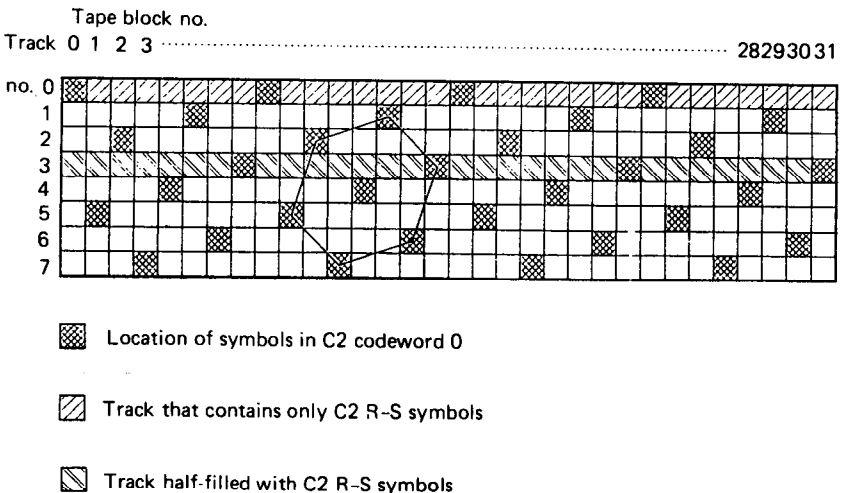 Tape block no.
Track 0 1 2 3 ........................................................................ 28293031
no. 0
1
2
3
4
5
6
7
Location of symbols in C2 codeword 0
Track that contains only C2 R-S symbols
Track half-filled with C2 R-S symbols